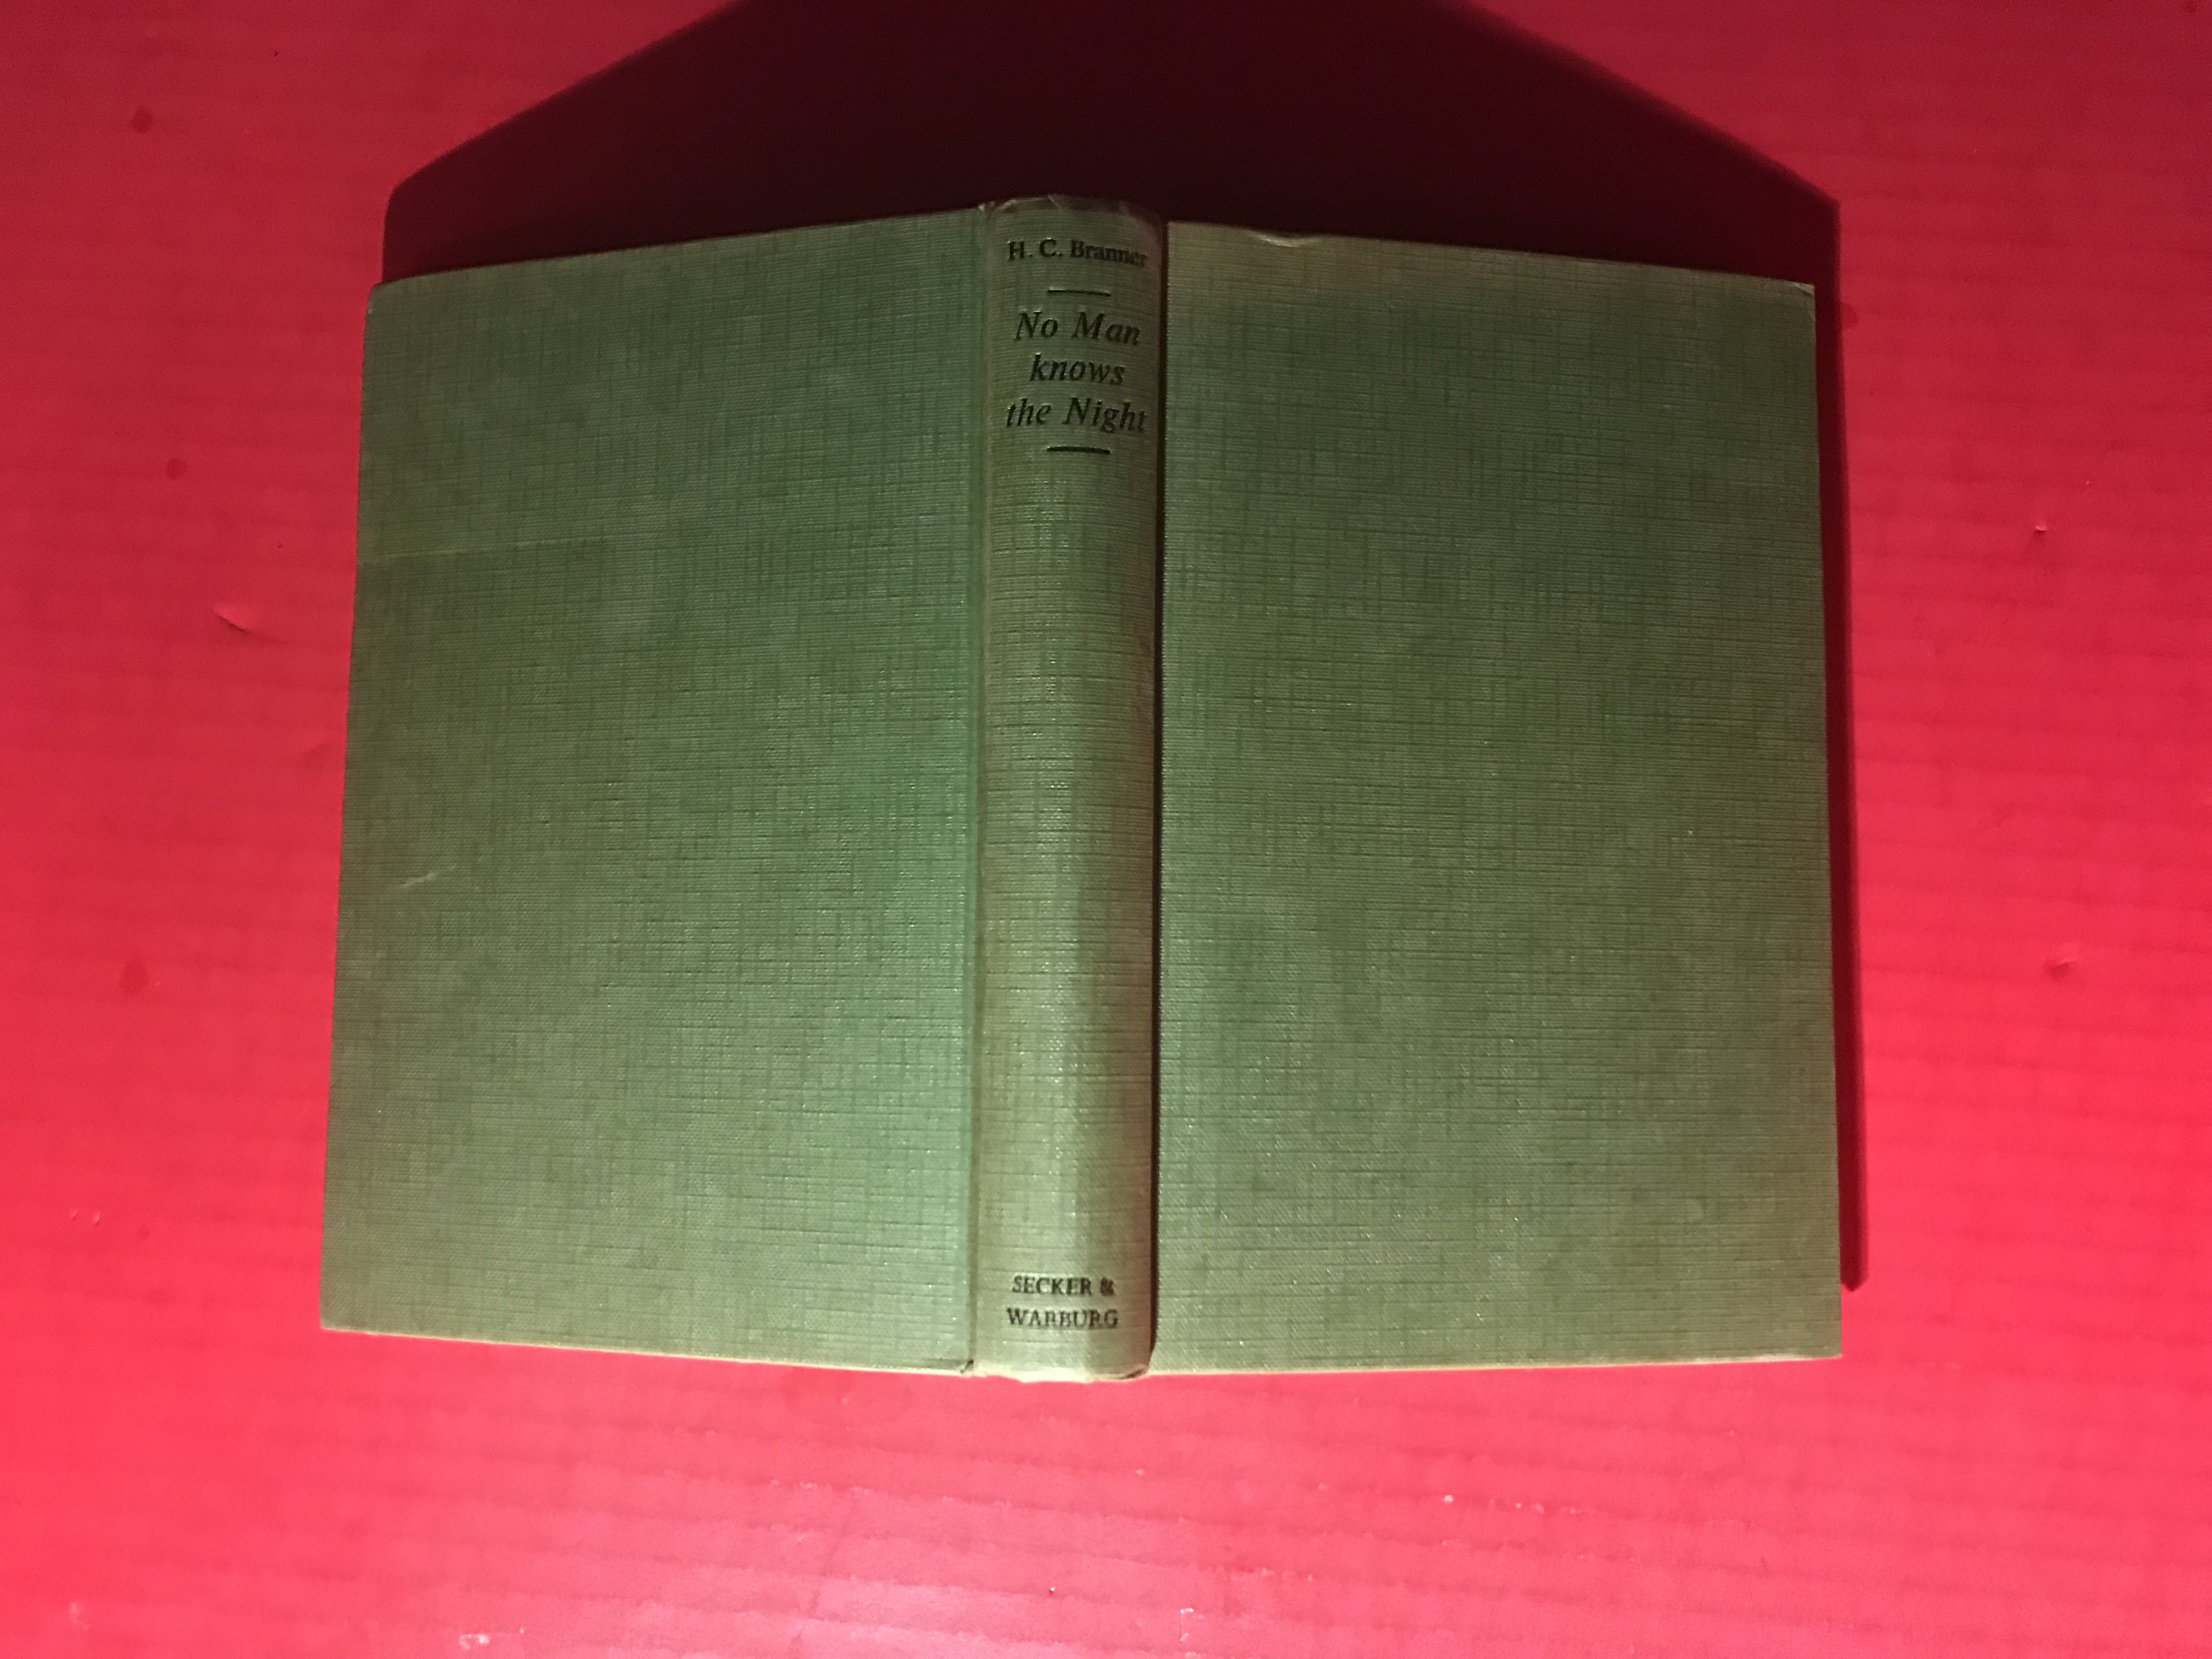 H. C. Branner
No Man
knows
the Night
SECKER &
WARBURG